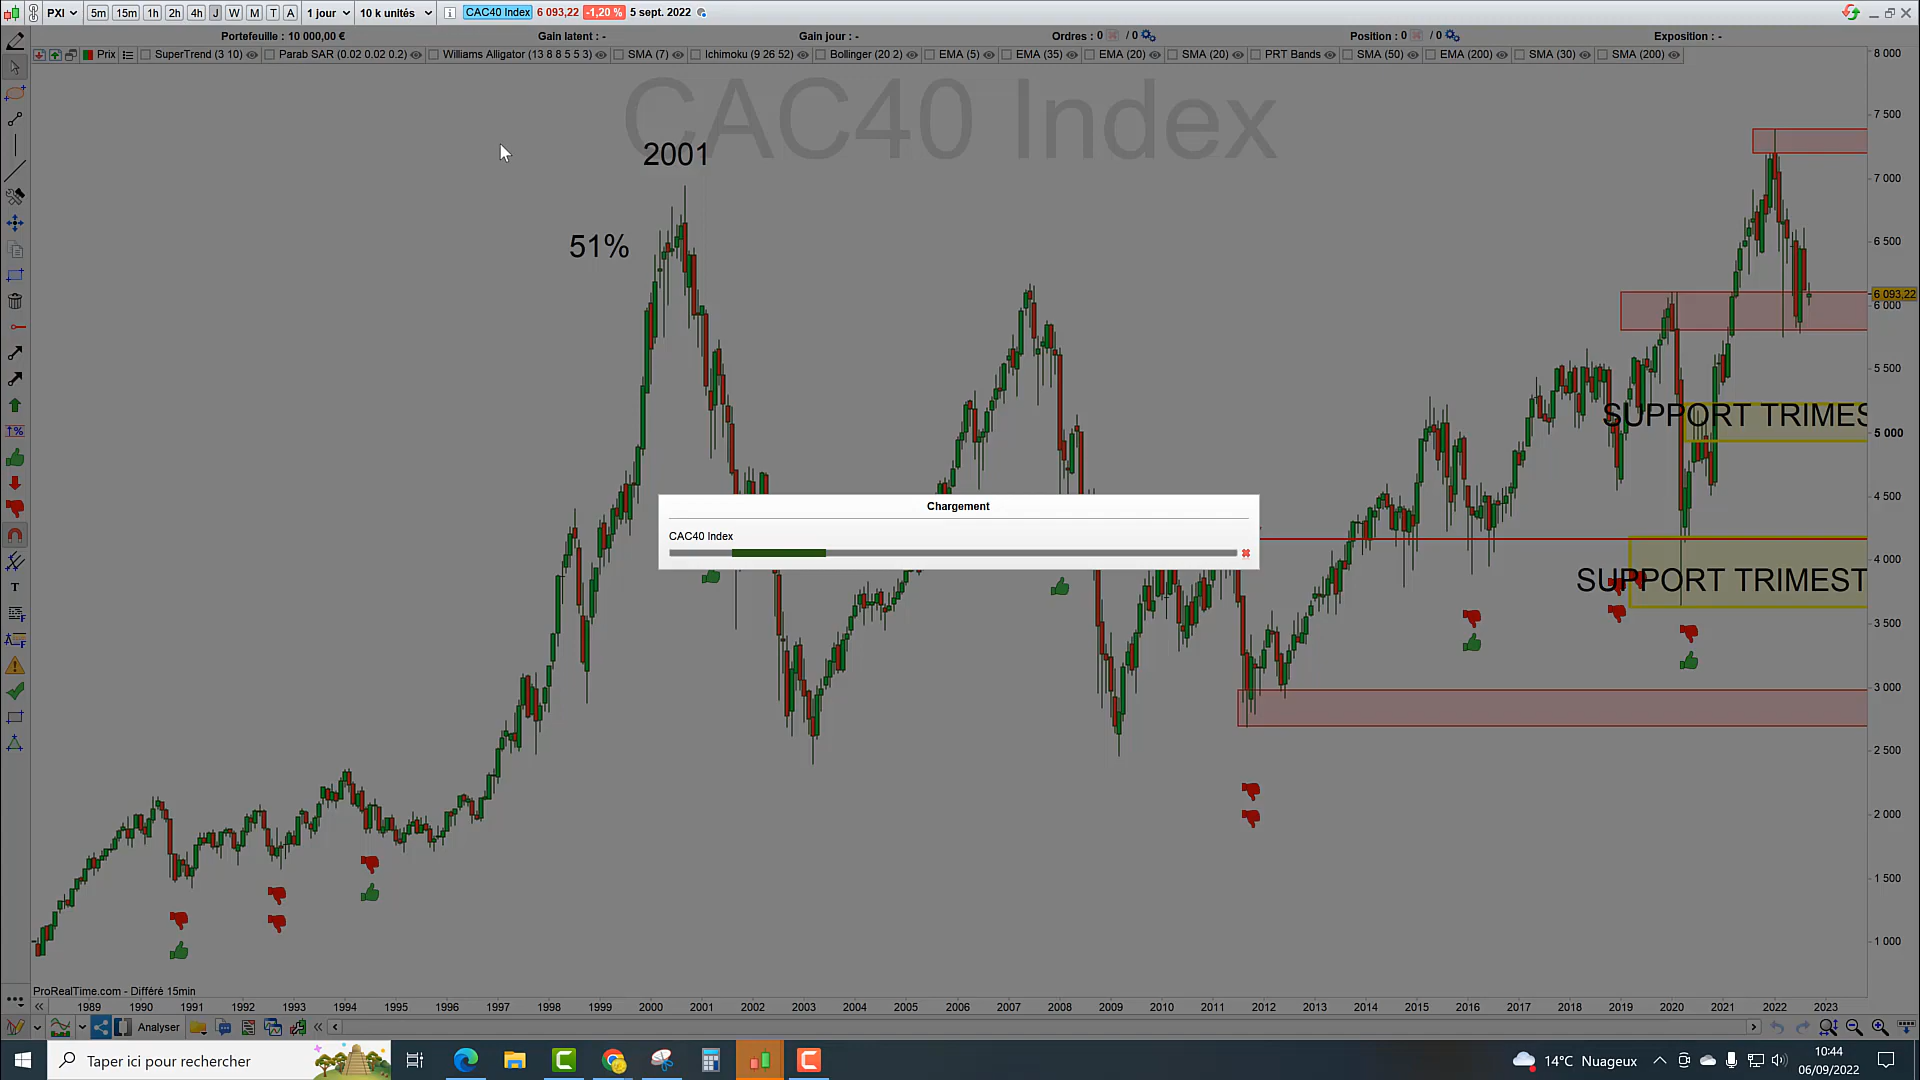 PXI 5m 15m 1h 2h 4h J W M T A 1 jour 10 k unités CAC40 Index 6 093,22 -1,20 % 5 sept. 2022
Portefeuille : 10 000,00 € Gain latent : - Gain jour : - Ordres : 0 / 0 Position : 0 / 0 Exposition : -
Prix SuperTrend (3 10) Parab SAR (0.02 0.02 0.2) Williams Alligator (13 8 8 5 5 3) SMA (7) Ichimoku (9 26 52) Bollinger (20 2) EMA (5) EMA (35) EMA (20) SMA (20) PRT Bands SMA (50) EMA (200) SMA (30) SMA (200)
CAC40 Index
2001
51%
8 000
7 500
7 000
6 500
6 093,22
6 000
5 500
SUPPORT TRIMES
5 000
4 500
Chargement
CAC40 Index
4 000
SUPPORT TRIMEST
3 500
3 000
2 500
2 000
1 500
1 000
ProRealTime.com - Différé 15min
1989 1990 1991 1992 1993 1994 1995 1996 1997 1998 1999 2000 2001 2002 2003 2004 2005 2006 2007 2008 2009 2010 2011 2012 2013 2014 2015 2016 2017 2018 2019 2020 2021 2022 2023
Analyser
Taper ici pour rechercher
14°C Nuageux
10:44
06/09/2022